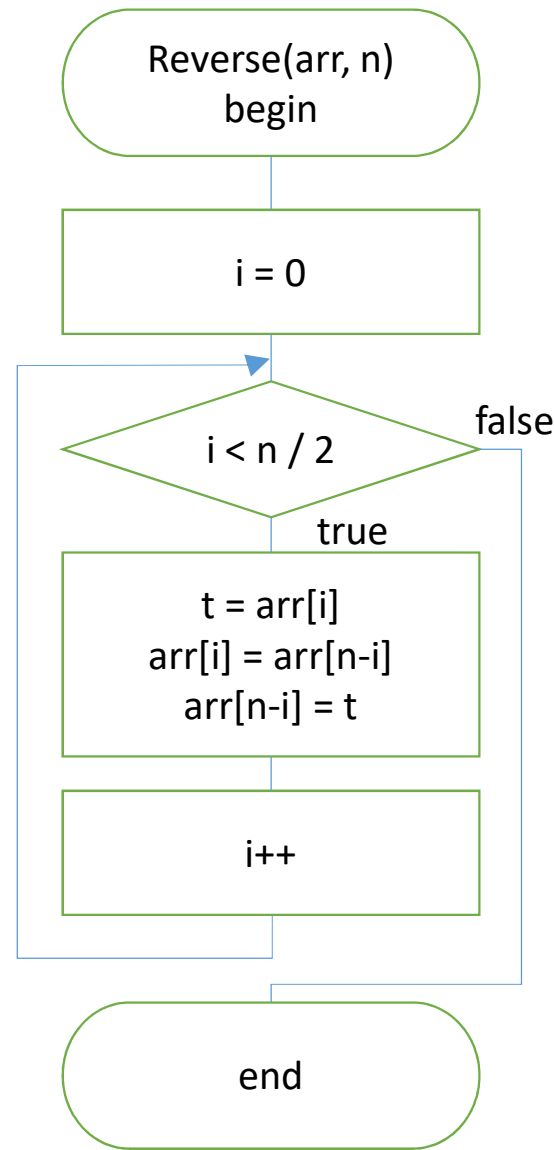 Reverse(arr, n)
begin
i = 0
i < n / 2
false
true
t = arr[i]
arr[i] = arr[n-i]
arr[n-i] = t
i++
end